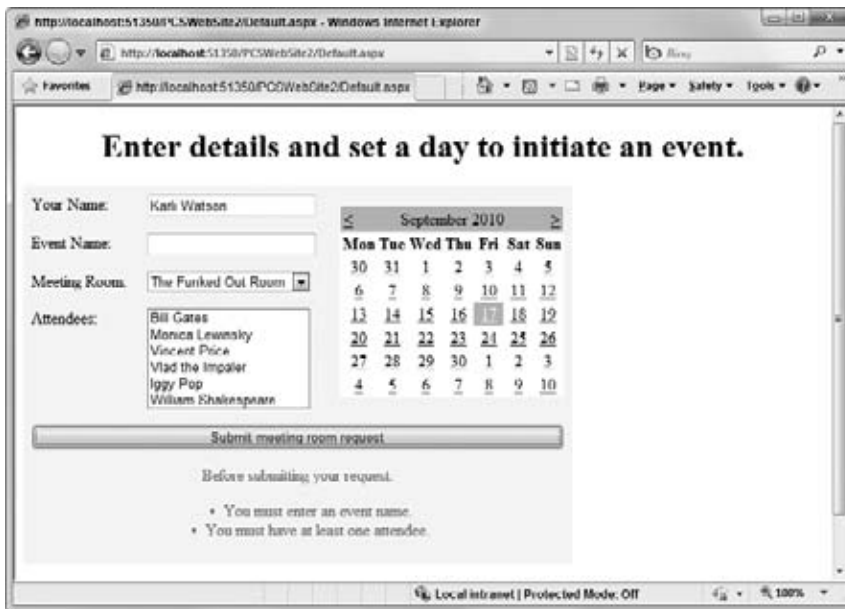 http://localhost:51350/PCSWebSite2/Default.aspx - Windows Internet Explorer
http://localhost:51350/PCSWebSite2/Default.aspx
Bing
Favorites
http://localhost:51350/PCSWebSite2/Default.aspx
Page
Safety
Tools
Enter details and set a day to initiate an event.
Your Name:
Karli Watson
Event Name:
Meeting Room:
The Funked Out Room
Attendees:
Bill Gates
Monica Lewinsky
Vincent Price
Vlad the Impaler
Iggy Pop
William Shakespeare
< September 2010 >
Mon Tue Wed Thu Fri Sat Sun
30 31 1 2 3 4 5
6 7 8 9 10 11 12
13 14 15 16 17 18 19
20 21 22 23 24 25 26
27 28 29 30 1 2 3
4 5 6 7 8 9 10
Submit meeting room request
Before submitting your request.
• You must enter an event name.
• You must have at least one attendee.
Local intranet | Protected Mode: Off
100%